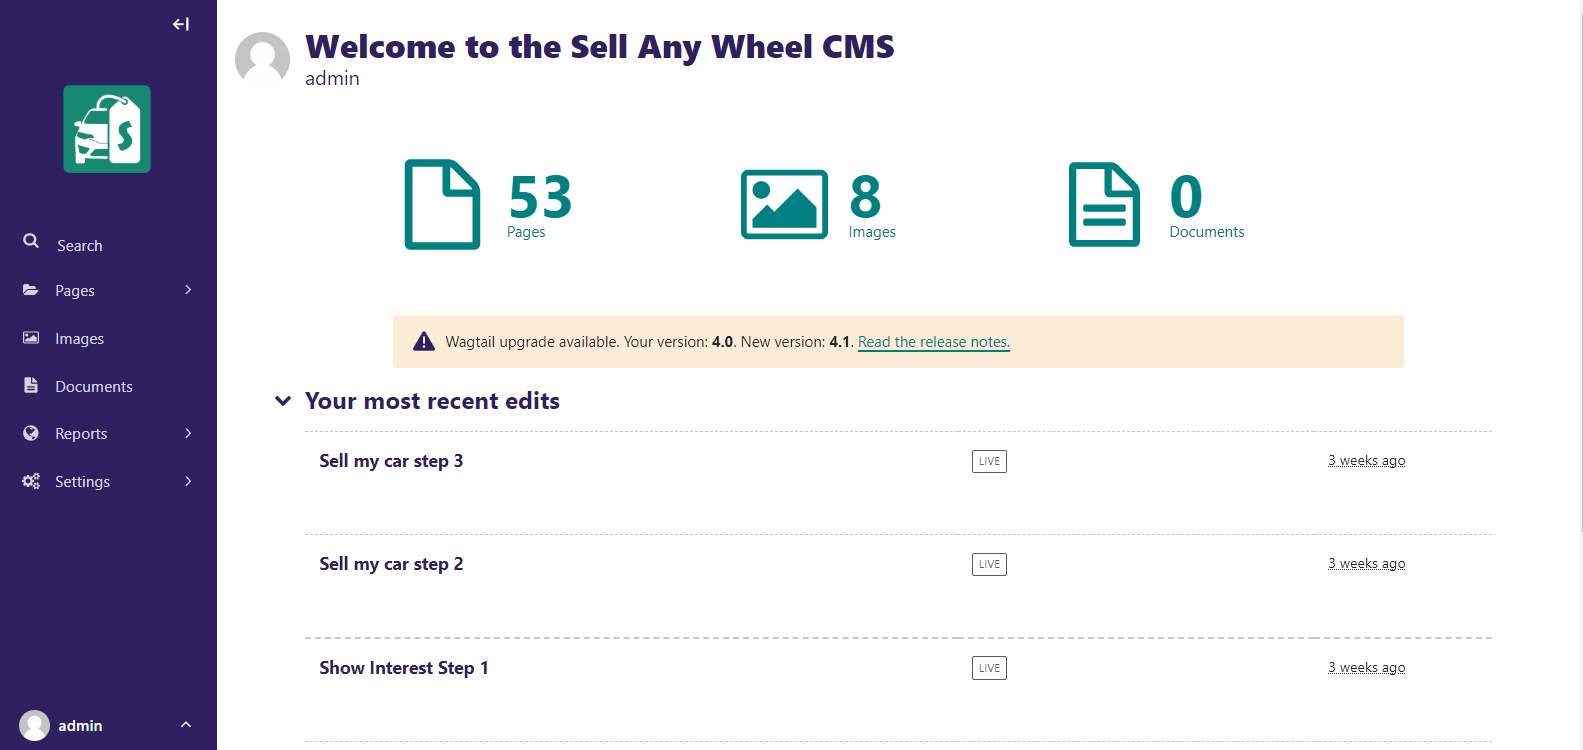 Welcome to the Sell Any Wheel CMS
admin
S
Search
Pages
Images
Documents
Reports
Settings
admin
53
Pages
8
Images
0
Documents
Wagtail upgrade available. Your version: 4.0. New version: 4.1. Read the release notes.
Your most recent edits
Sell my car step 3 LIVE 3 weeks ago
Sell my car step 2 LIVE 3 weeks ago
Show Interest Step 1 LIVE 3 weeks ago